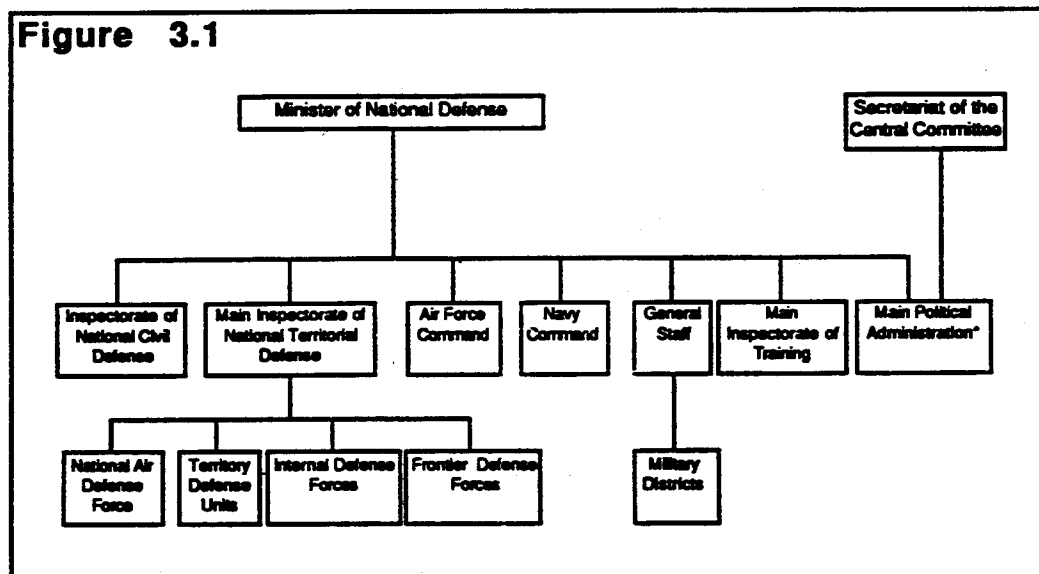 Figure 3.1
Minister of National Defense
Secretariat of the
Central Committee
Inspectorate of
National Civil
Defense
Main Inspectorate of
National Territorial
Defense
Air Force
Command
Navy
Command
General
Staff
Main
Inspectorate of
Training
Main Political
Administration*
National Air
Defense
Force
Territory
Defense
Units
Internal Defense
Forces
Frontier Defense
Forces
Military
Districts